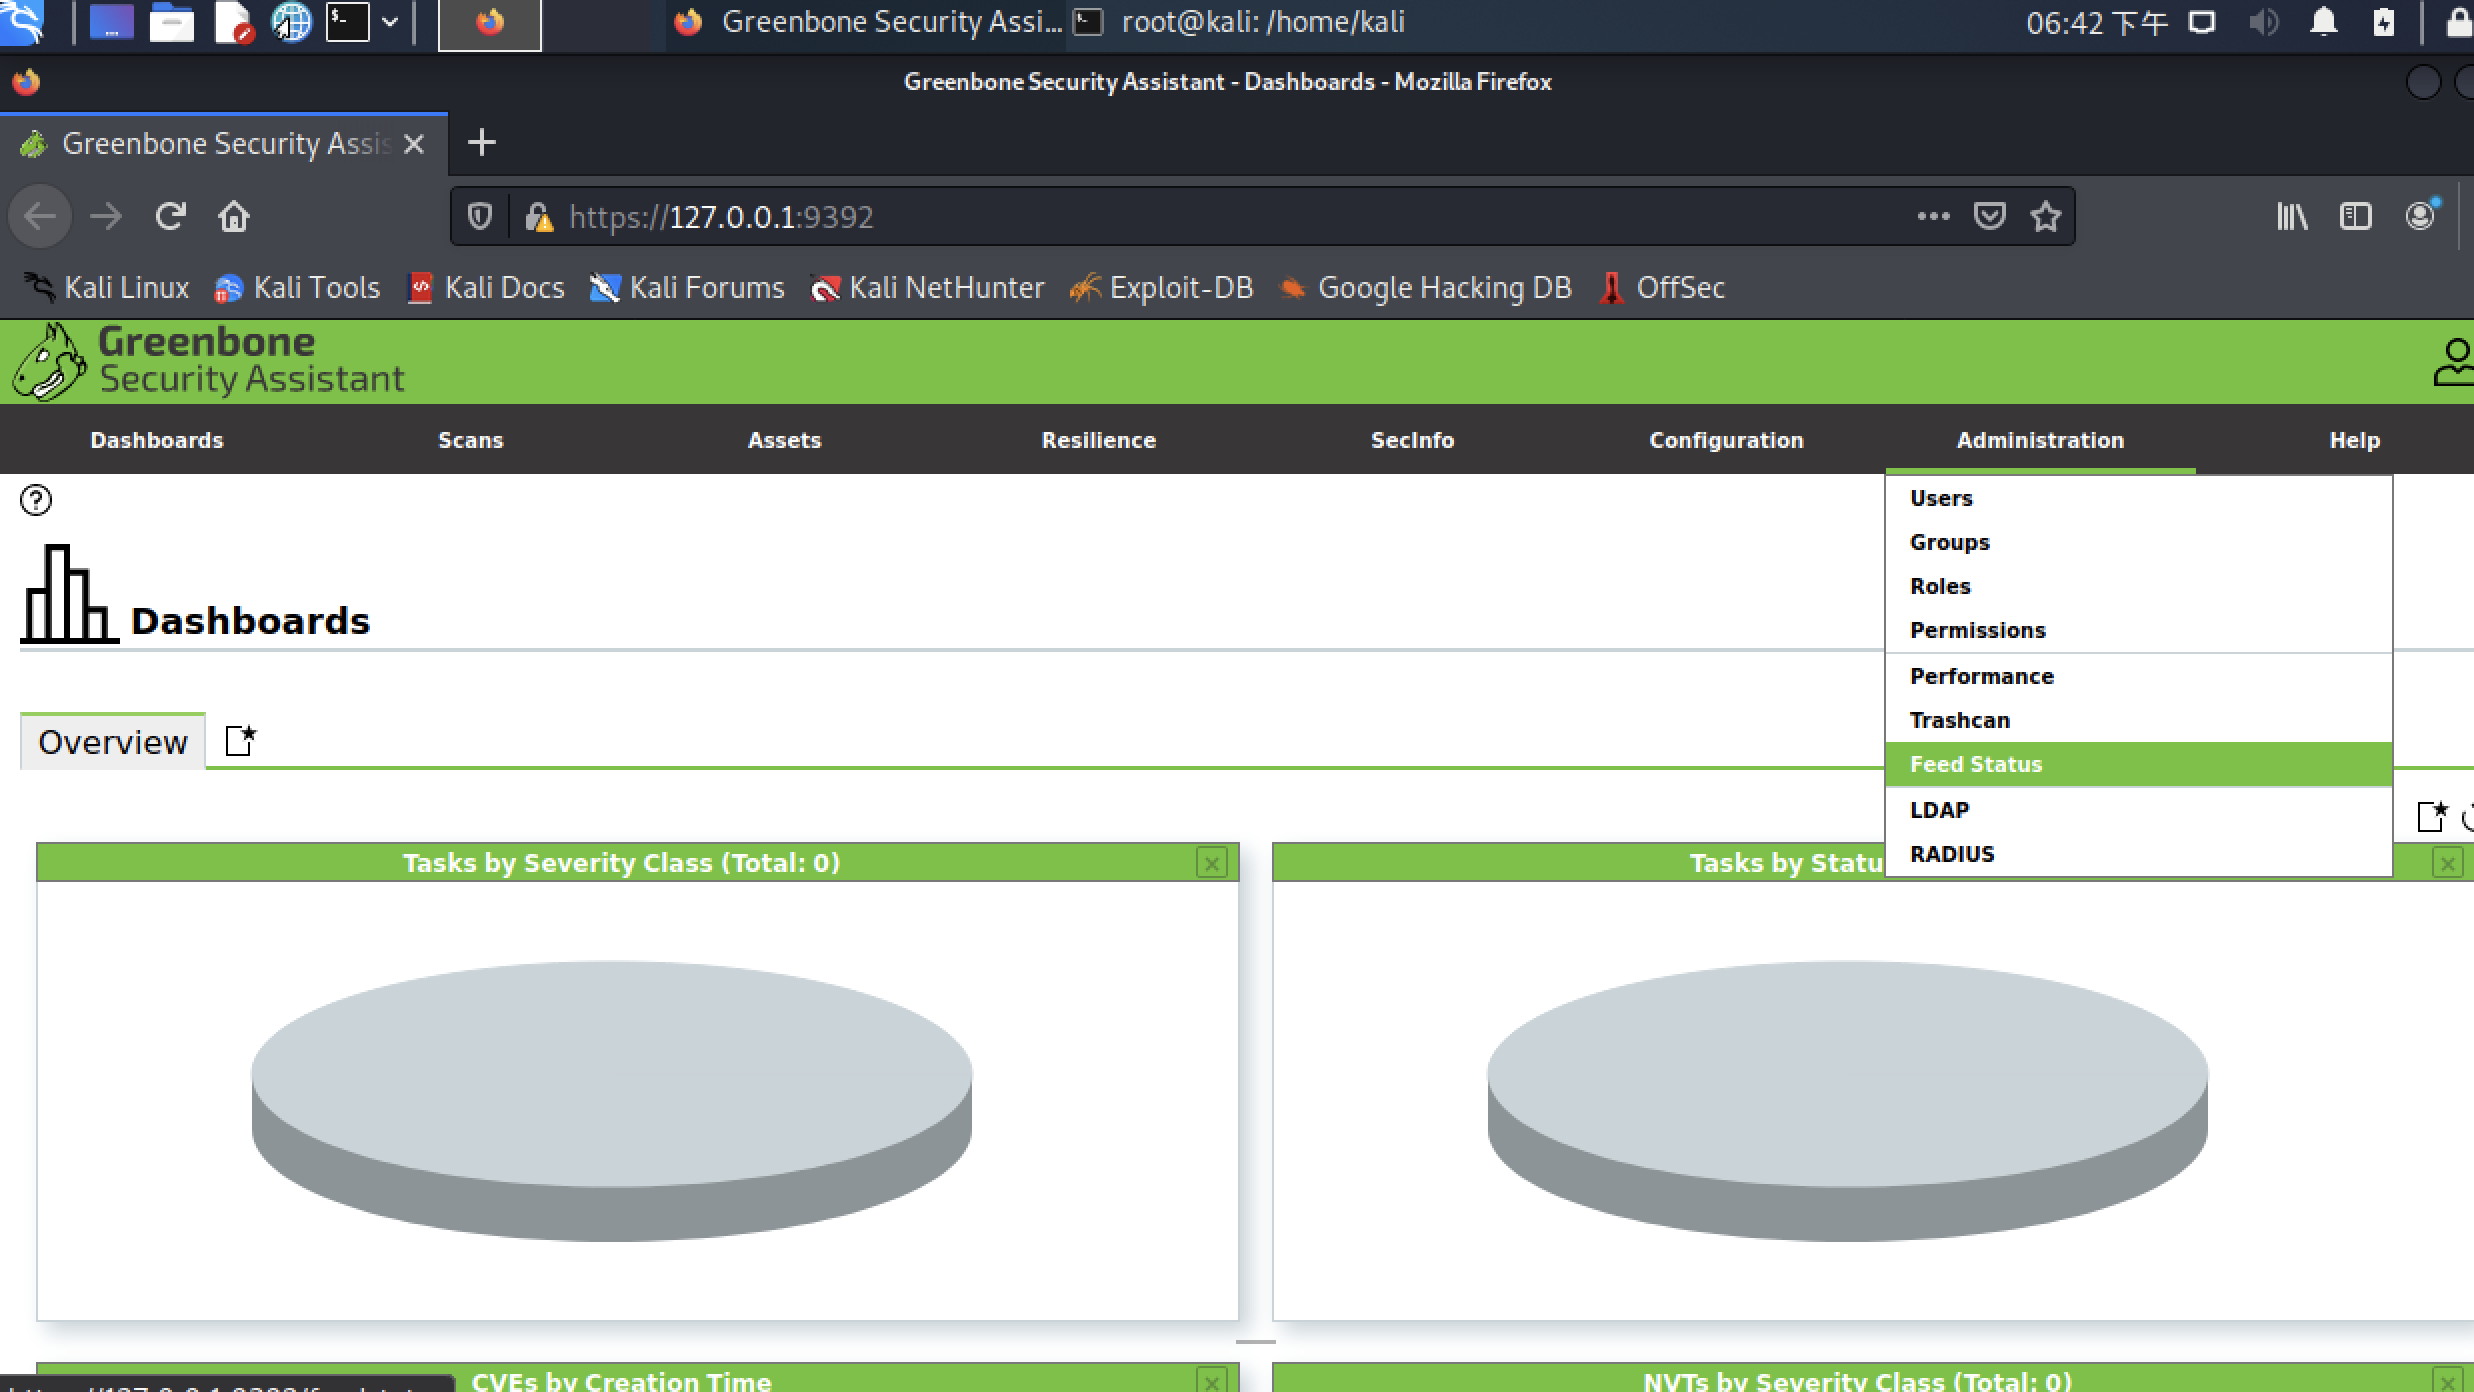 Greenbone Security Assi...
root@kali: /home/kali
06:42 下午
Greenbone Security Assistant - Dashboards - Mozilla Firefox
Greenbone Security Assis
https://127.0.0.1:9392
Kali Linux
Kali Tools
Kali Docs
Kali Forums
Kali NetHunter
Exploit-DB
Google Hacking DB
OffSec
Greenbone
Security Assistant
Dashboards
Scans
Assets
Resilience
SecInfo
Configuration
Administration
Help
Users
Groups
Roles
Permissions
Performance
Trashcan
Feed Status
LDAP
RADIUS
Dashboards
Overview
Tasks by Severity Class (Total: 0)
Tasks by Statu
CVEs by Creation Time
NVTs by Severity Class (Total: 0)